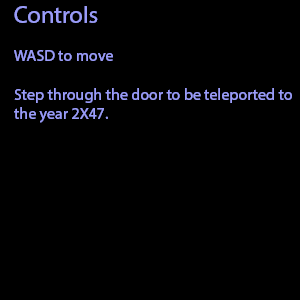 Controls
WASD to move
Step through the door to be teleported to
the year 2X47.